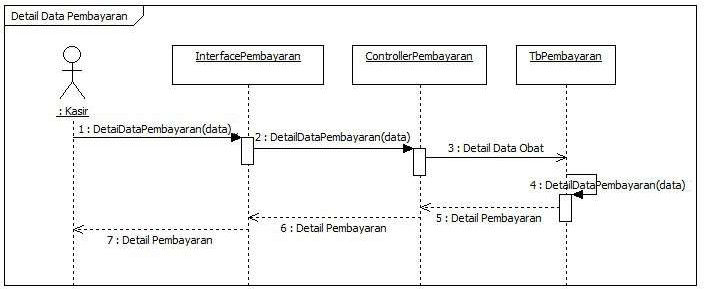 Detail Data Pembayaran
InterfacePembayaran
ControllerPembayaran
TbPembayaran
: Kasir
1 : DetaiDataPembayaran(data)
2 : DetailDataPembayaran(data)
3 : Detail Data Obat
4 : DetailDataPembayaran(data)
5 : Detail Pembayaran
6 : Detail Pembayaran
7 : Detail Pembayaran